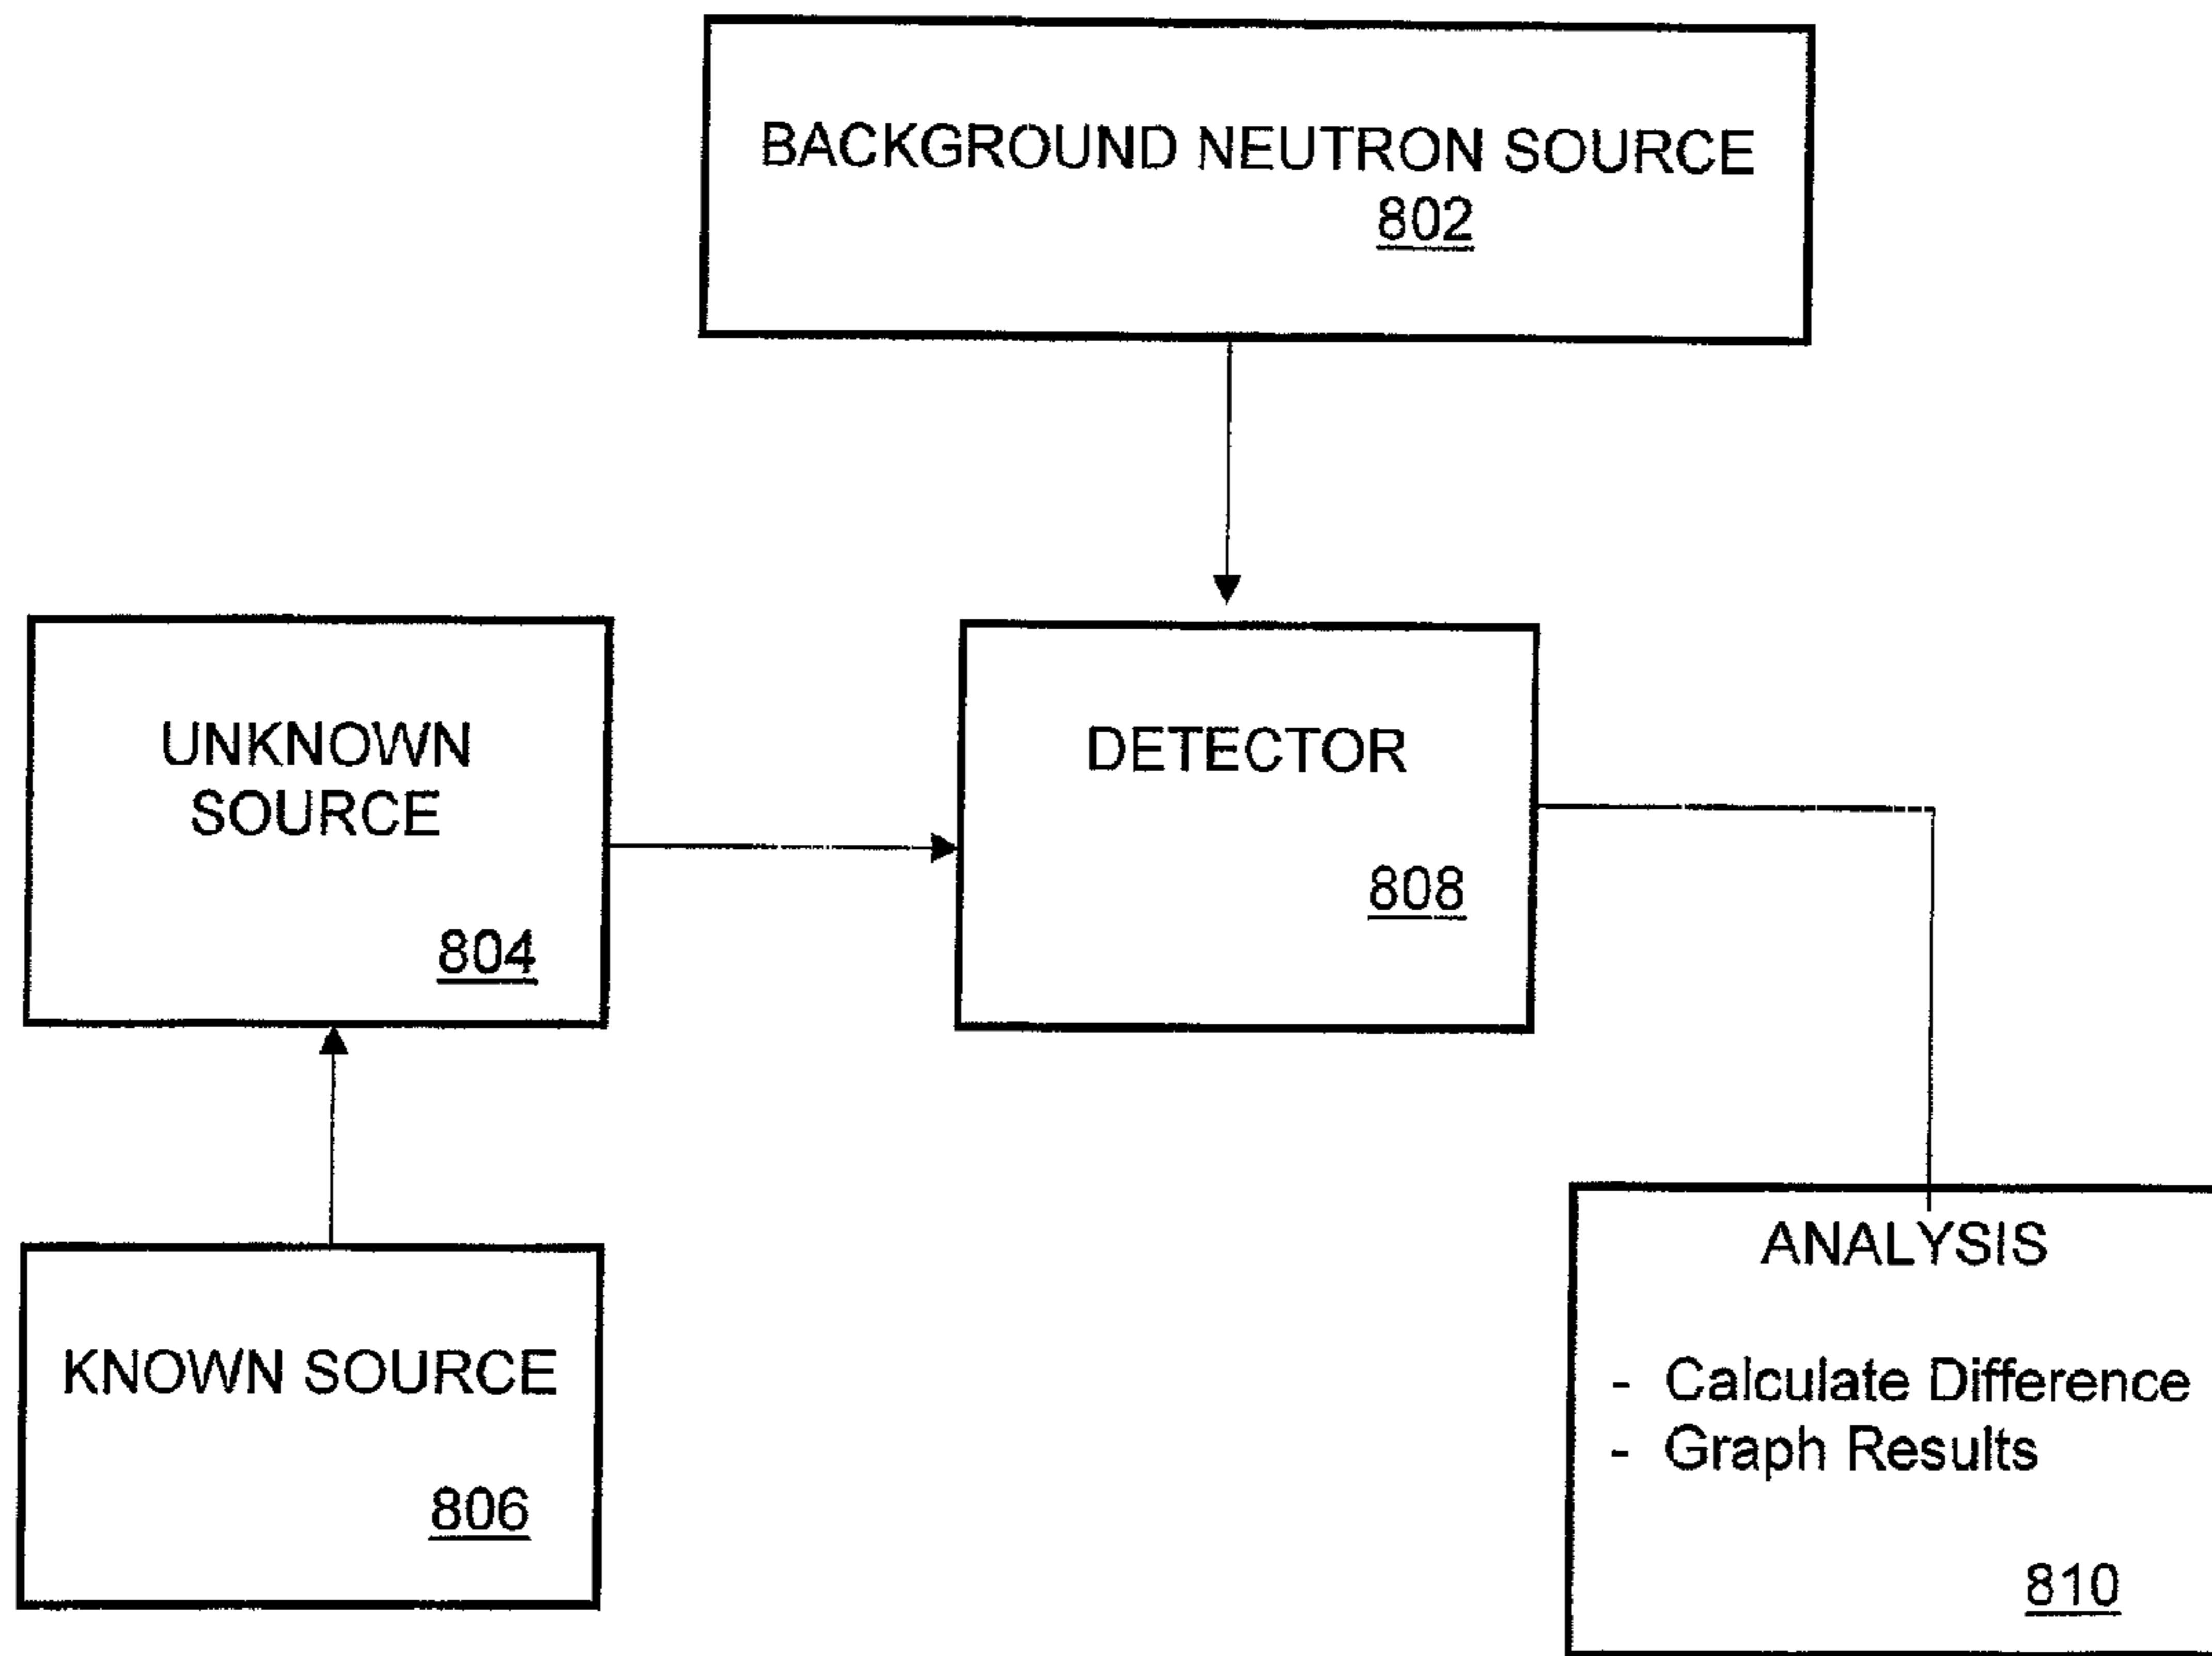 BACKGROUND NEUTRON SOURCE
802
UNKNOWN
SOURCE
804
DETECTOR
808
KNOWN SOURCE
806
ANALYSIS
- Calculate Difference
- Graph Results
810